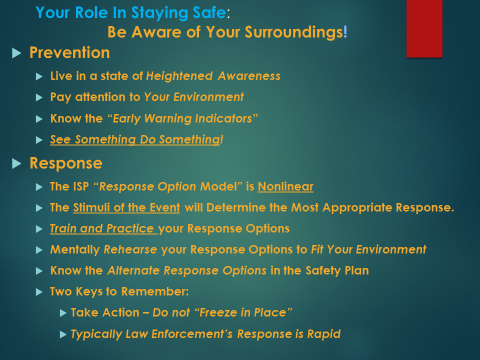 Your Role In Staying Safe:
Be Aware of Your Surroundings!
Prevention
Live in a state of Heightened Awareness
Pay attention to Your Environment
Know the “Early Warning Indicators”
See Something Do Something!
Response
The ISP “Response Option Model” is Nonlinear
The Stimuli of the Event will Determine the Most Appropriate Response.
Train and Practice your Response Options
Mentally Rehearse your Response Options to Fit Your Environment
Know the Alternate Response Options in the Safety Plan
Two Keys to Remember:
Take Action – Do not “Freeze in Place”
Typically Law Enforcement’s Response is Rapid